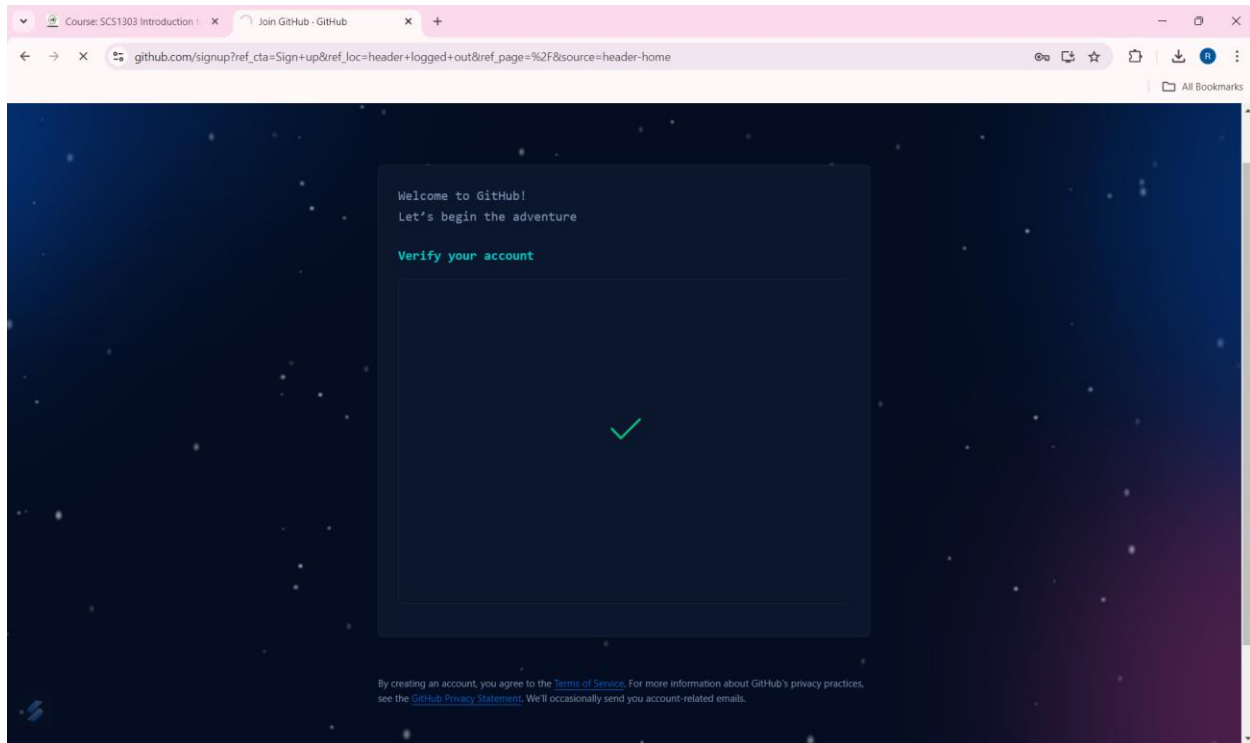 Course: SCS1303 Introduction t
Join GitHub · GitHub
github.com/signup?ref_cta=Sign+up&ref_loc=header+logged+out&ref_page=%2F&source=header-home
R
All Bookmarks
Welcome to GitHub!
Let's begin the adventure
Verify your account
By creating an account, you agree to the Terms of Service. For more information about GitHub's privacy practices,
see the GitHub Privacy Statement. We'll occasionally send you account-related emails.